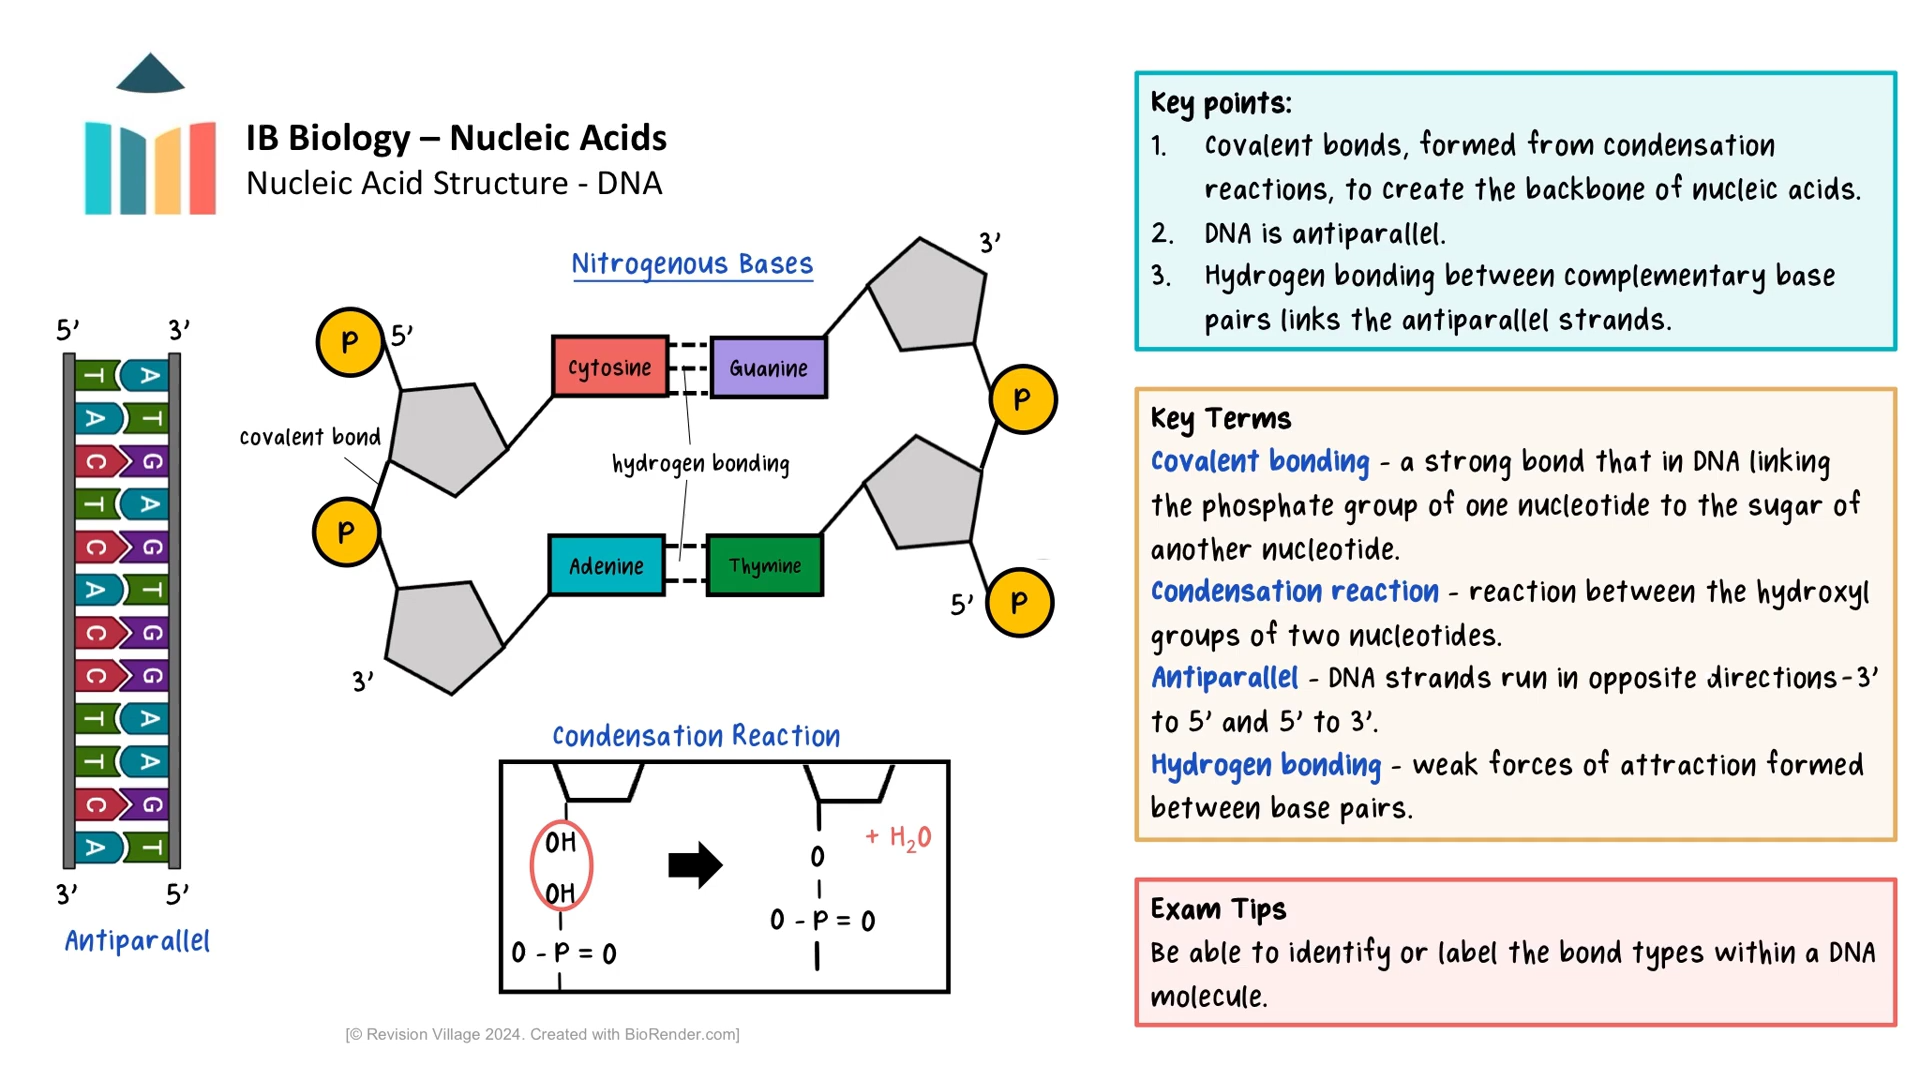 IB Biology – Nucleic Acids
Nucleic Acid Structure - DNA
5’ 3’
T A
A T
C G
T A
C G
A T
C G
C G
T A
T A
C G
A T
3’ 5’
Antiparallel
Nitrogenous Bases
3’
P 5’
Cytosine Guanine
P
covalent bond
hydrogen bonding
P
Adenine Thymine
5’ P
3’
Condensation Reaction
OH
OH
O - P = O
+ H2O
O
O - P = O
[© Revision Village 2024. Created with BioRender.com]
Key points:
1. Covalent bonds, formed from condensation
reactions, to create the backbone of nucleic acids.
2. DNA is antiparallel.
3. Hydrogen bonding between complementary base
pairs links the antiparallel strands.
Key Terms
Covalent bonding - a strong bond that in DNA linking
the phosphate group of one nucleotide to the sugar of
another nucleotide.
Condensation reaction - reaction between the hydroxyl
groups of two nucleotides.
Antiparallel - DNA strands run in opposite directions-3’
to 5’ and 5’ to 3’.
Hydrogen bonding - weak forces of attraction formed
between base pairs.
Exam Tips
Be able to identify or label the bond types within a DNA
molecule.